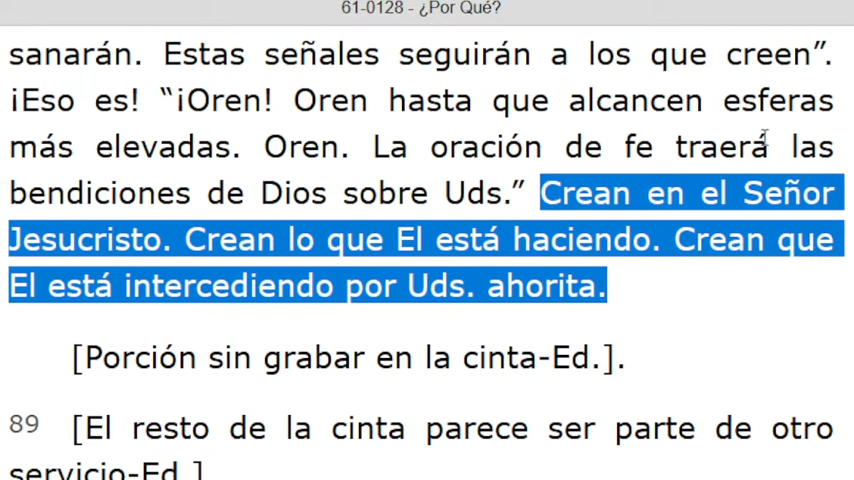 61-0128 - ¿Por Qué?
sanarán. Estas señales seguirán a los que creen”.
¡Eso es! “¡Oren! Oren hasta que alcancen esferas
más elevadas. Oren. La oración de fe traerá las
bendiciones de Dios sobre Uds.” Crean en el Señor
Jesucristo. Crean lo que El está haciendo. Crean que
El está intercediendo por Uds. ahorita.
[Porción sin grabar en la cinta-Ed.].
89 [El resto de la cinta parece ser parte de otro
servicio-Ed.]